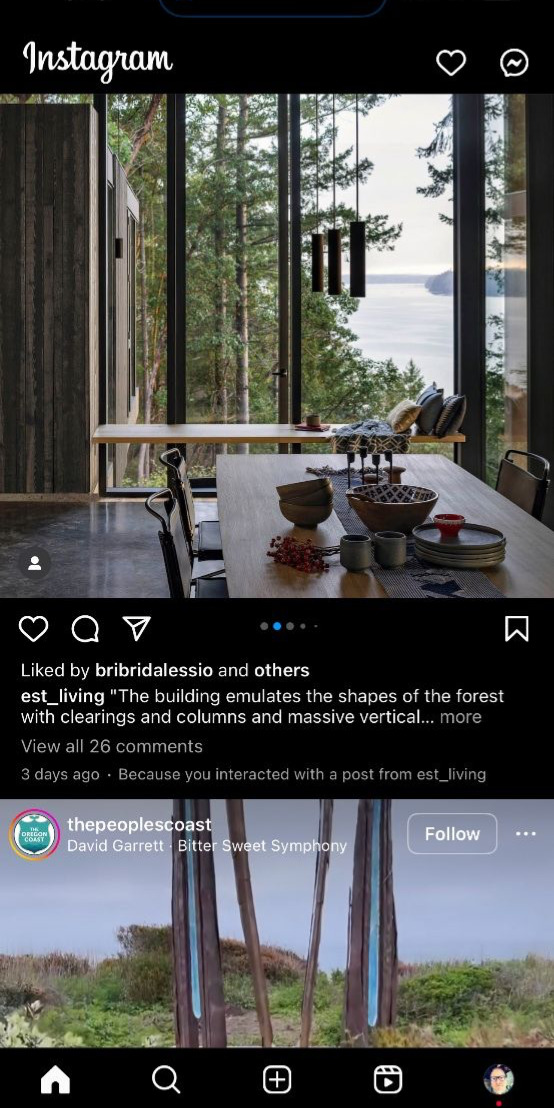 Instagram
Liked by bribridalessio and others
est_living "The building emulates the shapes of the forest
with clearings and columns and massive vertical... more
View all 26 comments
3 days ago · Because you interacted with a post from est_living
THE
OREGON
COAST
thepeoplescoast
David Garrett · Bitter Sweet Symphony
Follow